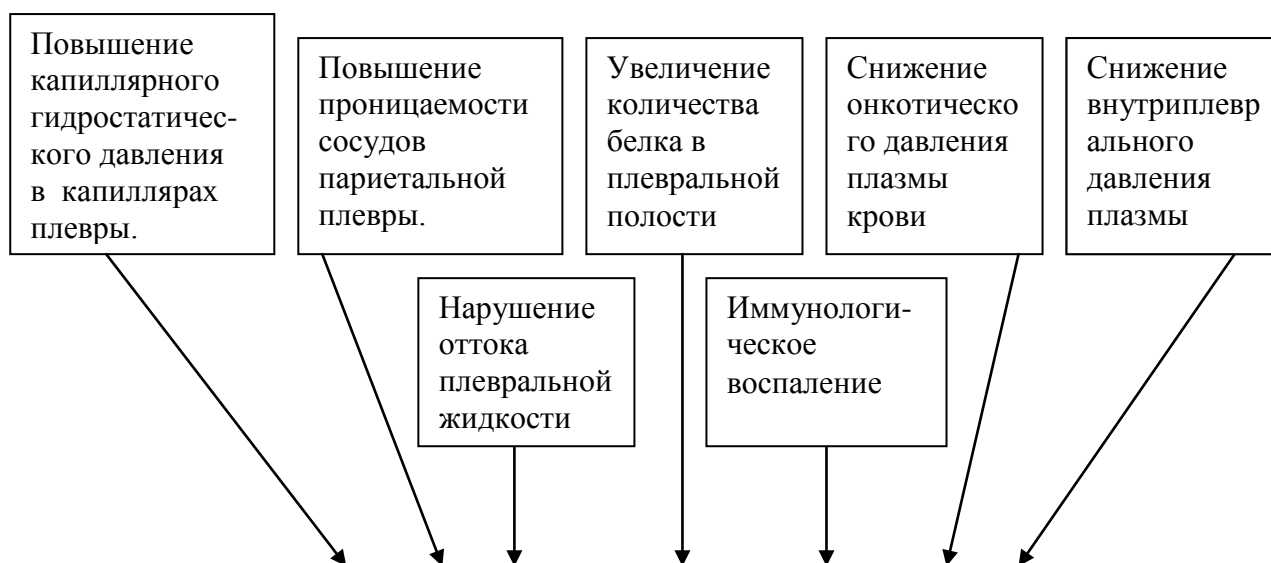 Повышение
капиллярного
гидростатичес-
кого давления
в капиллярах
плевры.
Повышение
проницаемости
сосудов
париетальной
плевры.
Увеличение
количества
белка в
плевральной
полости
Снижение
онкотическо
го давления
плазмы
крови
Снижение
внутриплевр
ального
давления
плазмы
Нарушение
оттока
плевральной
жидкости
Иммунологи-
ческое
воспаление